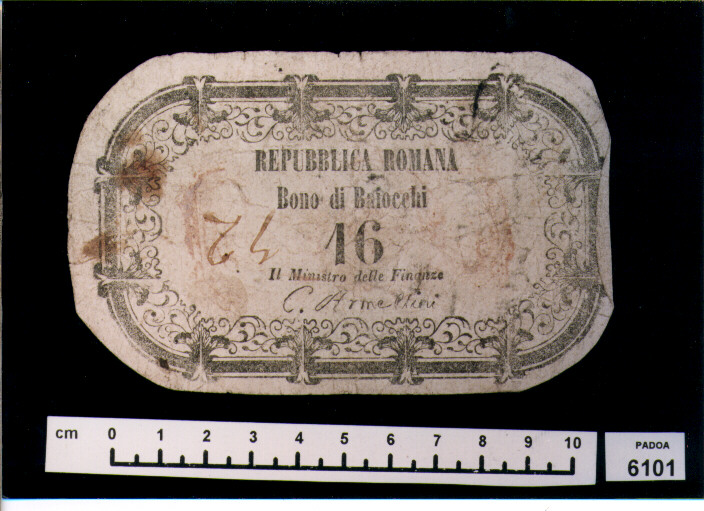 REPUBBLICA ROMANA
Bono di Baiocchi
16
Il Ministro delle Finanze
C. Armellini
cm 0 1 2 3 4 5 6 7 8 9 10
PADOA
6101